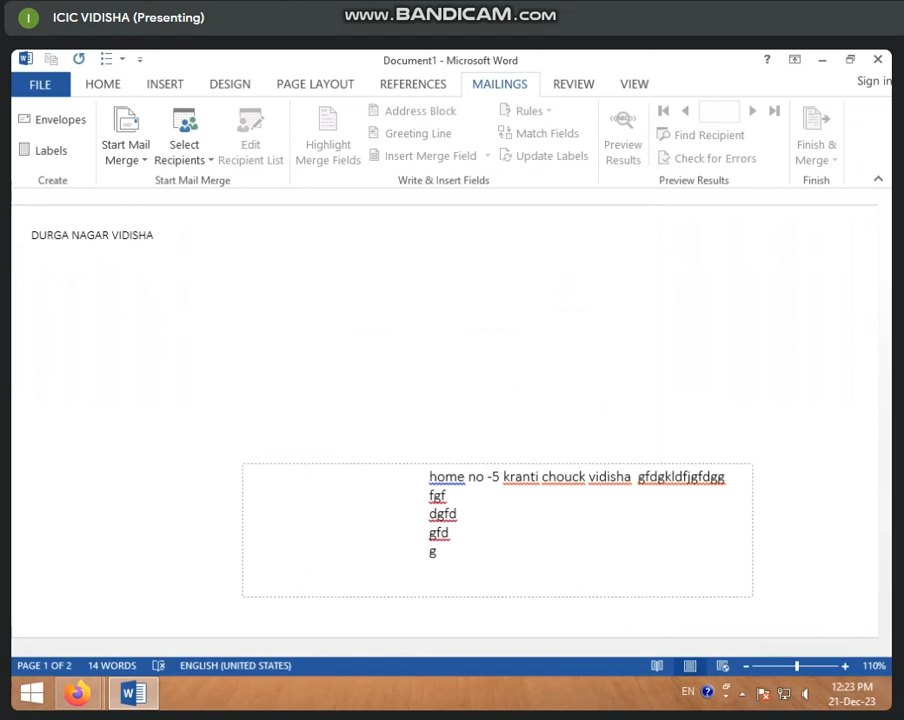 I ICIC VIDISHA (Presenting)
WWW.BANDICAM.COM
Document1 - Microsoft Word
?
Sign in
FILE HOME INSERT DESIGN PAGE LAYOUT REFERENCES MAILINGS REVIEW VIEW
Envelopes
Labels
Create
Start Mail
Merge
Select
Recipients
Edit
Recipient List
Start Mail Merge
Highlight
Merge Fields
Address Block
Greeting Line
Insert Merge Field
Rules
Match Fields
Update Labels
Write & Insert Fields
Preview
Results
ABC
Find Recipient
Check for Errors
Preview Results
Finish &
Merge
Finish
DURGA NAGAR VIDISHA
home no -5 kranti chouck vidisha gfdgkldfjgfdgg
fgf
dgfd
gfd
g
PAGE 1 OF 2 14 WORDS ENGLISH (UNITED STATES) 110%
EN ? 12:23 PM
21-Dec-23